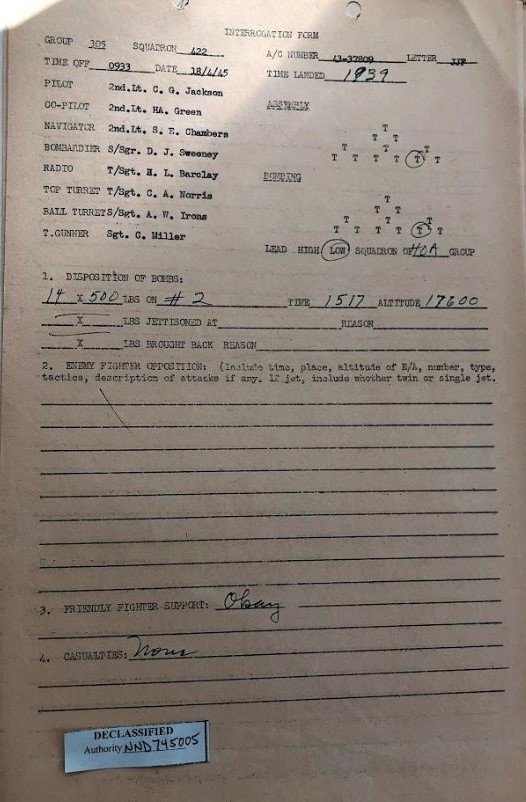 INTERROGATION FORM
GROUP 305 SQUADRON 422 A/C NUMBER 43-37809 LETTER JJF
TIME OFF 0933 DATE 18/4/45 TIME LANDED 1939
PILOT 2nd.Lt. C. G. Jackson
CO-PILOT 2nd.Lt. HA. Green ASSEMBLY
NAVIGATOR 2nd.Lt. S. E. Chambers
T
T T
BOMBARDIER S/Sgt. D. J. Sweeney
T T T
T T T T T T
RADIO T/Sgt. H. L. Barclay BOMBING
TOP TURRET T/Sgt. C. A. Norris
T
T T
BALL TURRET S/Sgt. A. W. Irons
T T T
T T T T T T
T.GUNNER Sgt. C. Miller
LEAD HIGH LOW SQUADRON OF GROUP
1. DISPOSITION OF BOMBS:
14 X 500 LBS ON #2 TIME 1517 ALTITUDE 17600
X LBS JETTISONED AT REASON
X LBS BROUGHT BACK REASON
2. ENEMY FIGHTER OPPOSITION: (Include time, place, altitude of E/A, number, type,
tactics, description of attacks if any. If jet, include whether twin or single jet.
3. FRIENDLY FIGHTER SUPPORT: Okay
4. CASUALTIES: None
DECLASSIFIED
Authority NND 745005